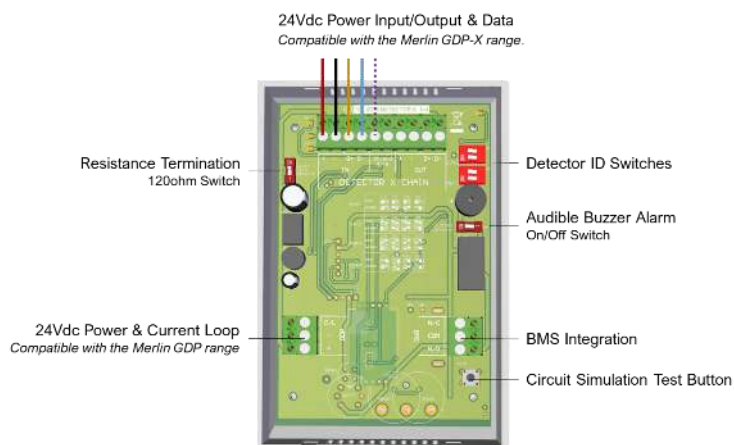 24Vdc Power Input/Output & Data
Compatible with the Merlin GDP-X range.
Resistance Termination
120ohm Switch
Detector ID Switches
IN
OUT
DETECTOR X-CHAIN
Audible Buzzer Alarm
On/Off Switch
24Vdc Power & Current Loop
Compatible with the Merlin GDP range
C/L
N/C
COM
N/O
BMS Integration
Circuit Simulation Test Button